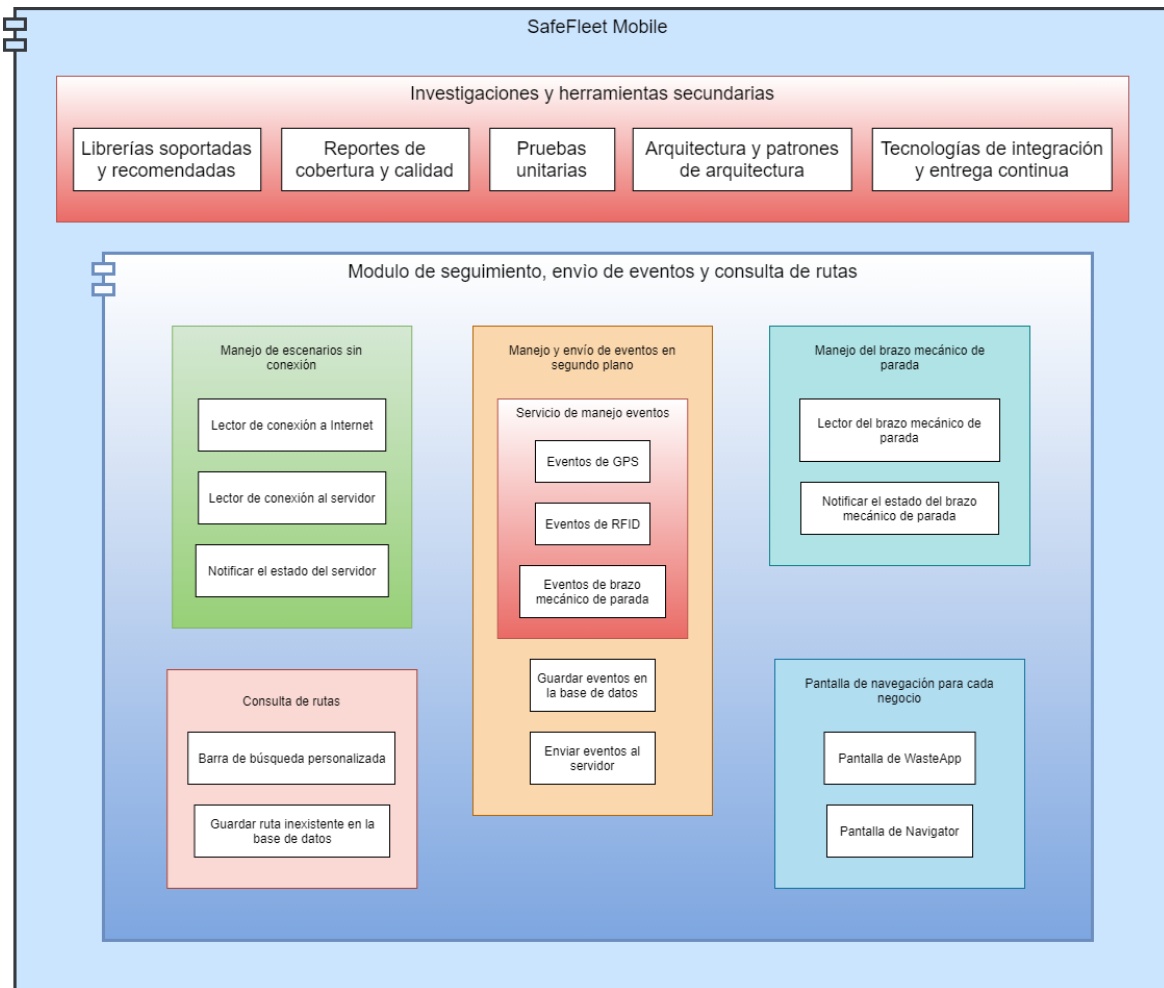 SafeFleet Mobile
Investigaciones y herramientas secundarias
Librerías soportadas
y recomendadas
Reportes de
cobertura y calidad
Pruebas
unitarias
Arquitectura y patrones
de arquitectura
Tecnologías de integración
y entrega continua
Modulo de seguimiento, envio de eventos y consulta de rutas
Manejo de escenarios sin
conexión
Lector de conexión a Internet
Lector de conexión al servidor
Notificar el estado del servidor
Manejo y envío de eventos en
segundo plano
Servicio de manejo eventos
Eventos de GPS
Eventos de RFID
Eventos de brazo
mecánico de parada
Guardar eventos en
la base de datos
Enviar eventos al
servidor
Manejo del brazo mecánico de
parada
Lector del brazo mecánico de
parada
Notificar el estado del brazo
mecánico de parada
Consulta de rutas
Barra de búsqueda personalizada
Guardar ruta inexistente en la
base de datos
Pantalla de navegación para cada
negocio
Pantalla de WasteApp
Pantalla de Navigator